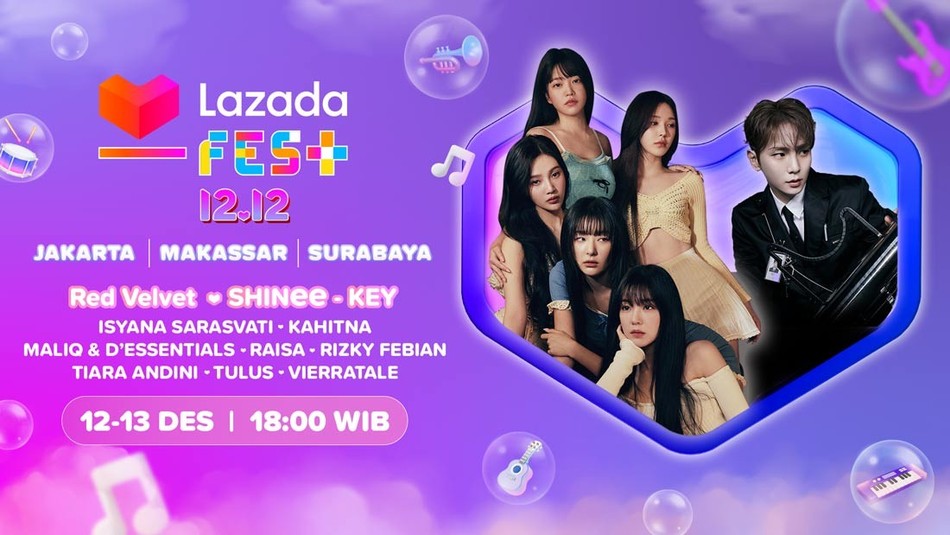 Lazada
FEST
12.12
JAKARTA | MAKASSAR | SURABAYA
Red Velvet ♥ SHINee - KEY
ISYANA SARASVATI ♥ KAHITNA
MALIQ & D'ESSENTIALS ♥ RAISA ♥ RIZKY FEBIAN
TIARA ANDINI ♥ TULUS ♥ VIERRATALE
12-13 DES | 18:00 WIB